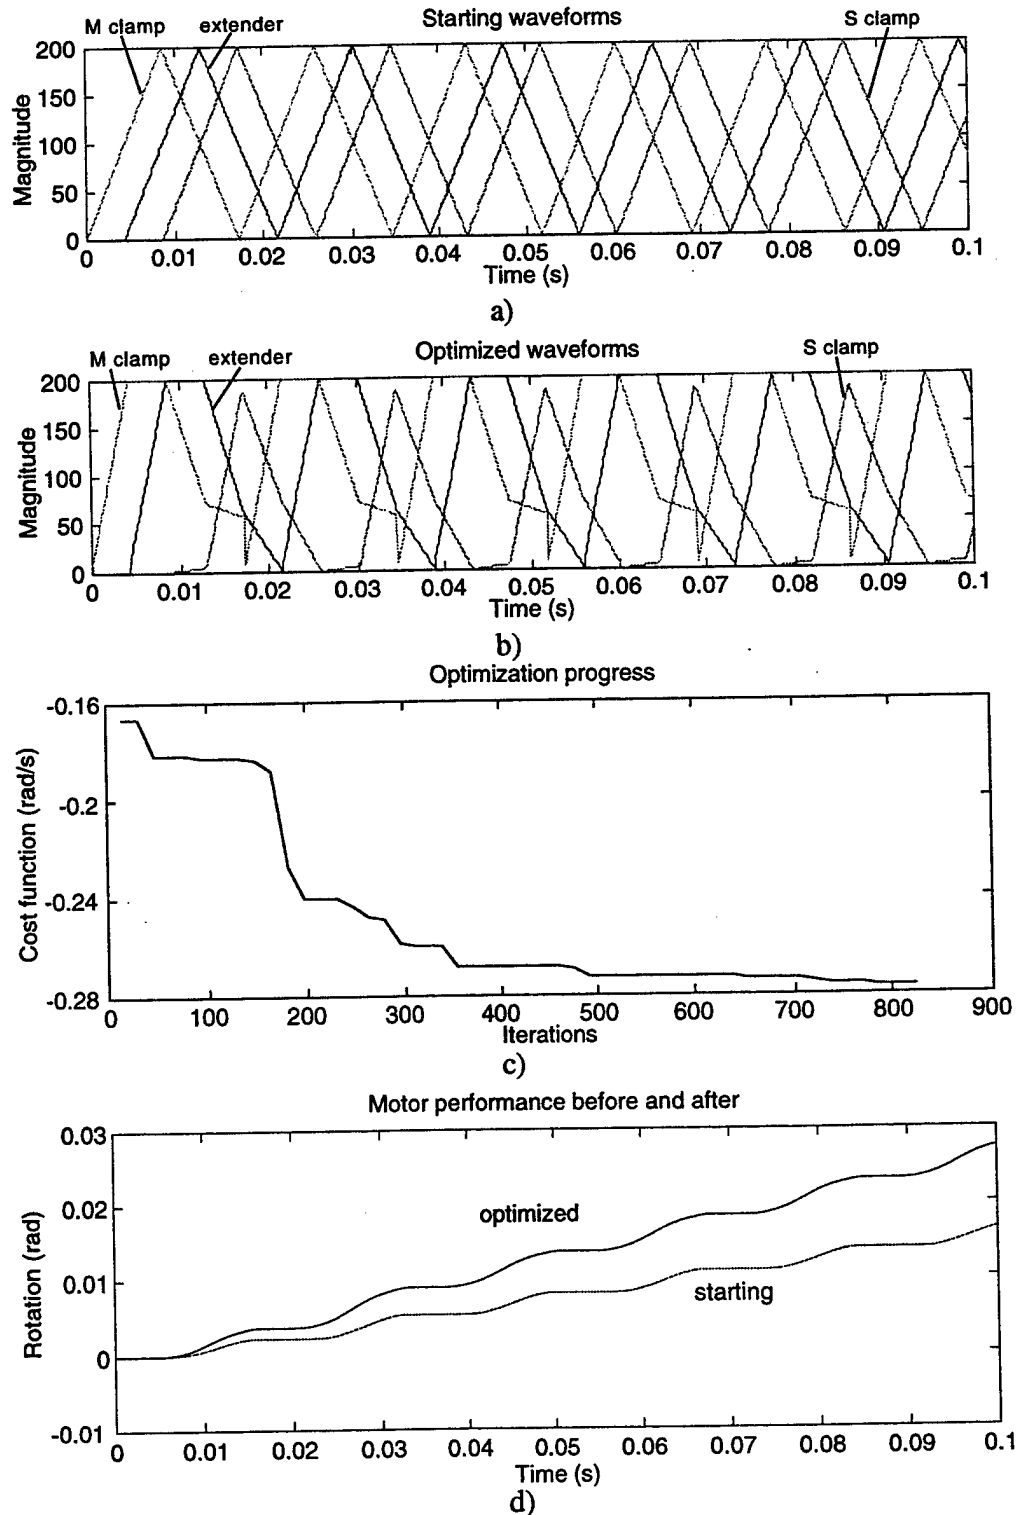 Starting waveforms
M clamp
extender
S clamp
Magnitude
200
150
100
50
0
0 0.01 0.02 0.03 0.04 0.05 0.06 0.07 0.08 0.09 0.1
Time (s)
a)
Optimized waveforms
M clamp
extender
S clamp
Magnitude
200
150
100
50
0
0 0.01 0.02 0.03 0.04 0.05 0.06 0.07 0.08 0.09 0.1
Time (s)
b)
Optimization progress
Cost function (rad/s)
-0.16
-0.2
-0.24
-0.28
0 100 200 300 400 500 600 700 800 900
Iterations
c)
Motor performance before and after
Rotation (rad)
0.03
0.02
0.01
0
-0.01
optimized
starting
0 0.01 0.02 0.03 0.04 0.05 0.06 0.07 0.08 0.09 0.1
Time (s)
d)